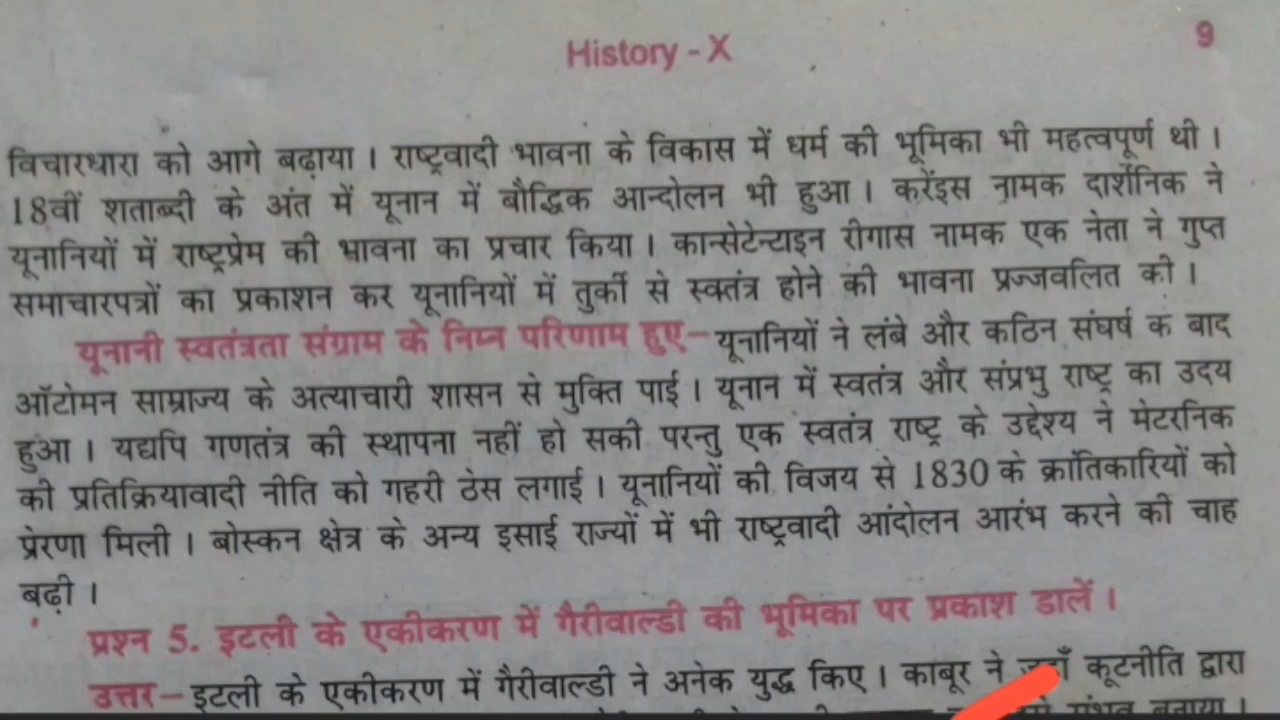 History - X
9
विचारधारा को आगे बढ़ाया । राष्ट्रवादी भावना के विकास में धर्म की भूमिका भी महत्वपूर्ण थी ।
18वीं शताब्दी के अंत में यूनान में बौद्धिक आन्दोलन भी हुआ । करेंइस नामक दार्शेनिक ने
यूनानियों में राष्ट्रप्रेम की भावना का प्रचार किया । कान्सेटेन्टाइन रीगास नामक एक नेता ने गुप्त
समाचारपत्रों का प्रकाशन कर यूनानियों में तुर्की से स्वतंत्र होने की भावना प्रज्जवलित की ।
यूनानी स्वतंत्रता संग्राम के निम्न परिणाम हुए– यूनानियों ने लंबे और कठिन संघर्ष क बाद
ऑटोमन साम्राज्य के अत्याचारी शासन से मुक्ति पाई । यूनान में स्वतंत्र और संप्रभु राष्ट्र का उदय
हुआ । यद्यपि गणतंत्र की स्थापना नहीं हो सकी परन्तु एक स्वतंत्र राष्ट्र के उद्देश्य ने मेटरनिक
की प्रतिक्रियावादी नीति को गहरी ठेस लगाई । यूनानियों की विजय से 1830 के क्रांतिकारियों को
प्रेरणा मिली । बोस्कन क्षेत्र के अन्य इसाई राज्यों में भी राष्ट्रवादी आंदोलन आरंभ करने की चाह
बढ़ी ।
प्रश्न 5. इटली के एकीकरण में गैरीवाल्डी की भूमिका पर प्रकाश डालें ।
उत्तर– इटली के एकीकरण में गैरीवाल्डी ने अनेक युद्ध किए । काबूर ने जहाँ कूटनीति द्वारा
संभव बनाया ।